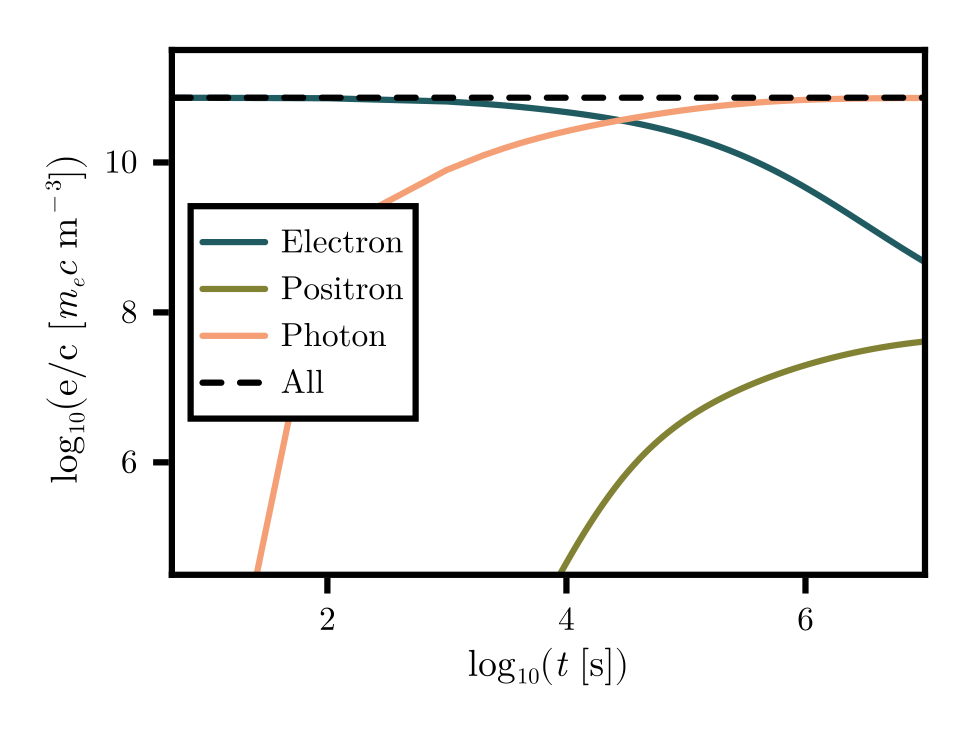 log₁₀(e/c [mₑc m⁻³])
10
8
6
Electron
Positron
Photon
All
2
4
6
log₁₀(t [s])